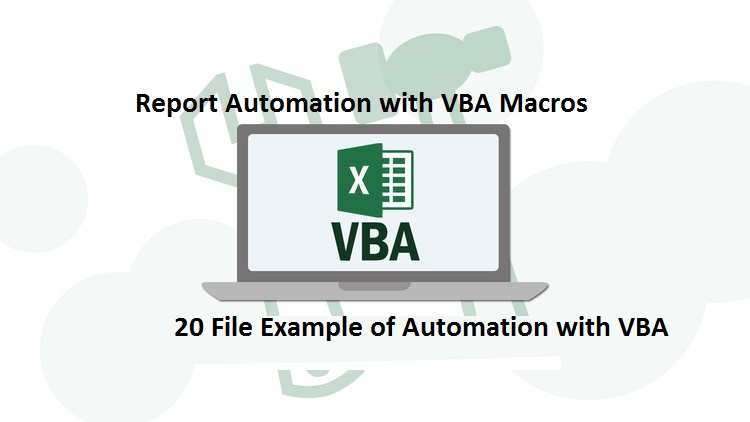 Report Automation with VBA Macros
X
VBA
20 File Example of Automation with VBA